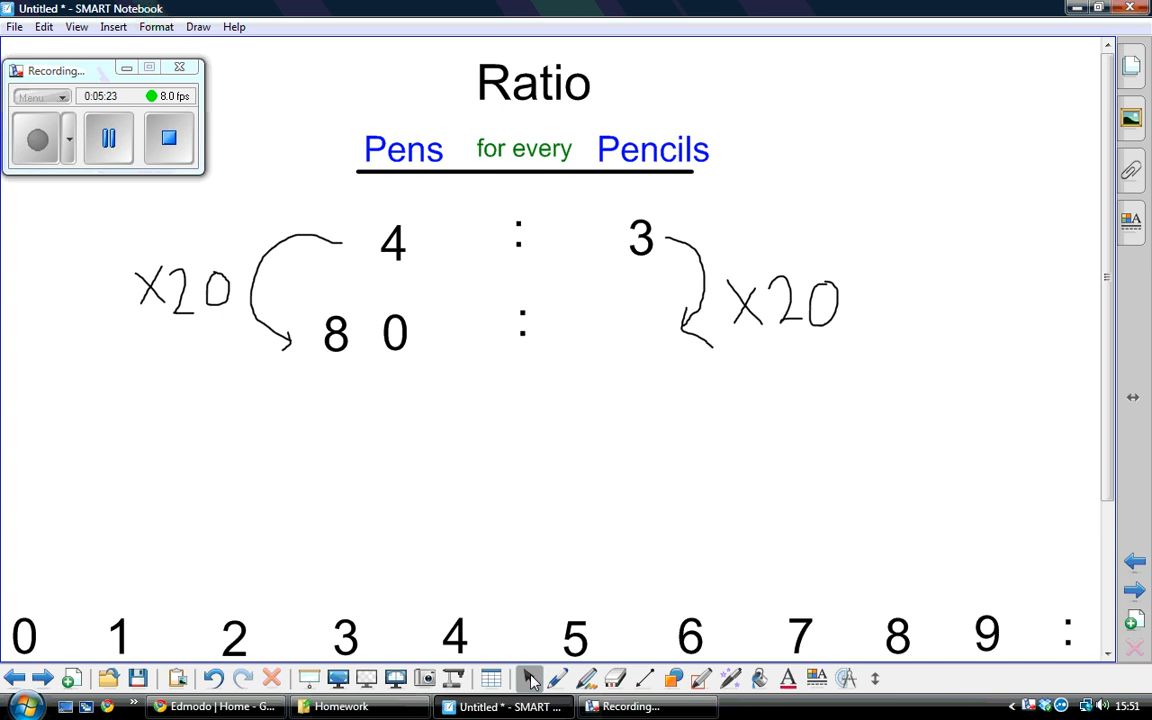 Untitled * - SMART Notebook
File Edit View Insert Format Draw Help
Recording...
Menu 0:05:23 8.0 fps
Ratio
Pens for every Pencils
4 : 3
X20 X20
8 0 :
0 1 2 3 4 5 6 7 8 9 :
Edmodo | Home - G... Homework Untitled * - SMART ... Recording... 15:51